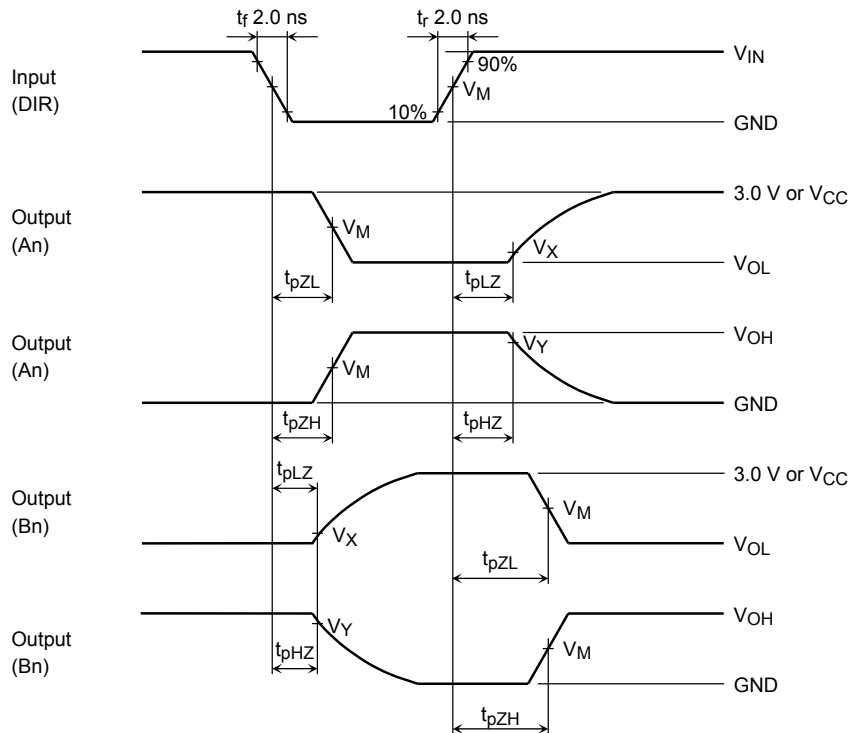 tf 2.0 ns
tr 2.0 ns
Input
(DIR)
VIN
90%
VM
10%
GND
Output
(An)
3.0 V or VCC
VM
VX
tpZL
tpLZ
VOL
Output
(An)
VOH
VY
VM
GND
tpZH
tpHZ
tpLZ
Output
(Bn)
3.0 V or VCC
VM
VX
VOL
tpZL
Output
(Bn)
VOH
VY
VM
tpHZ
GND
tpZH